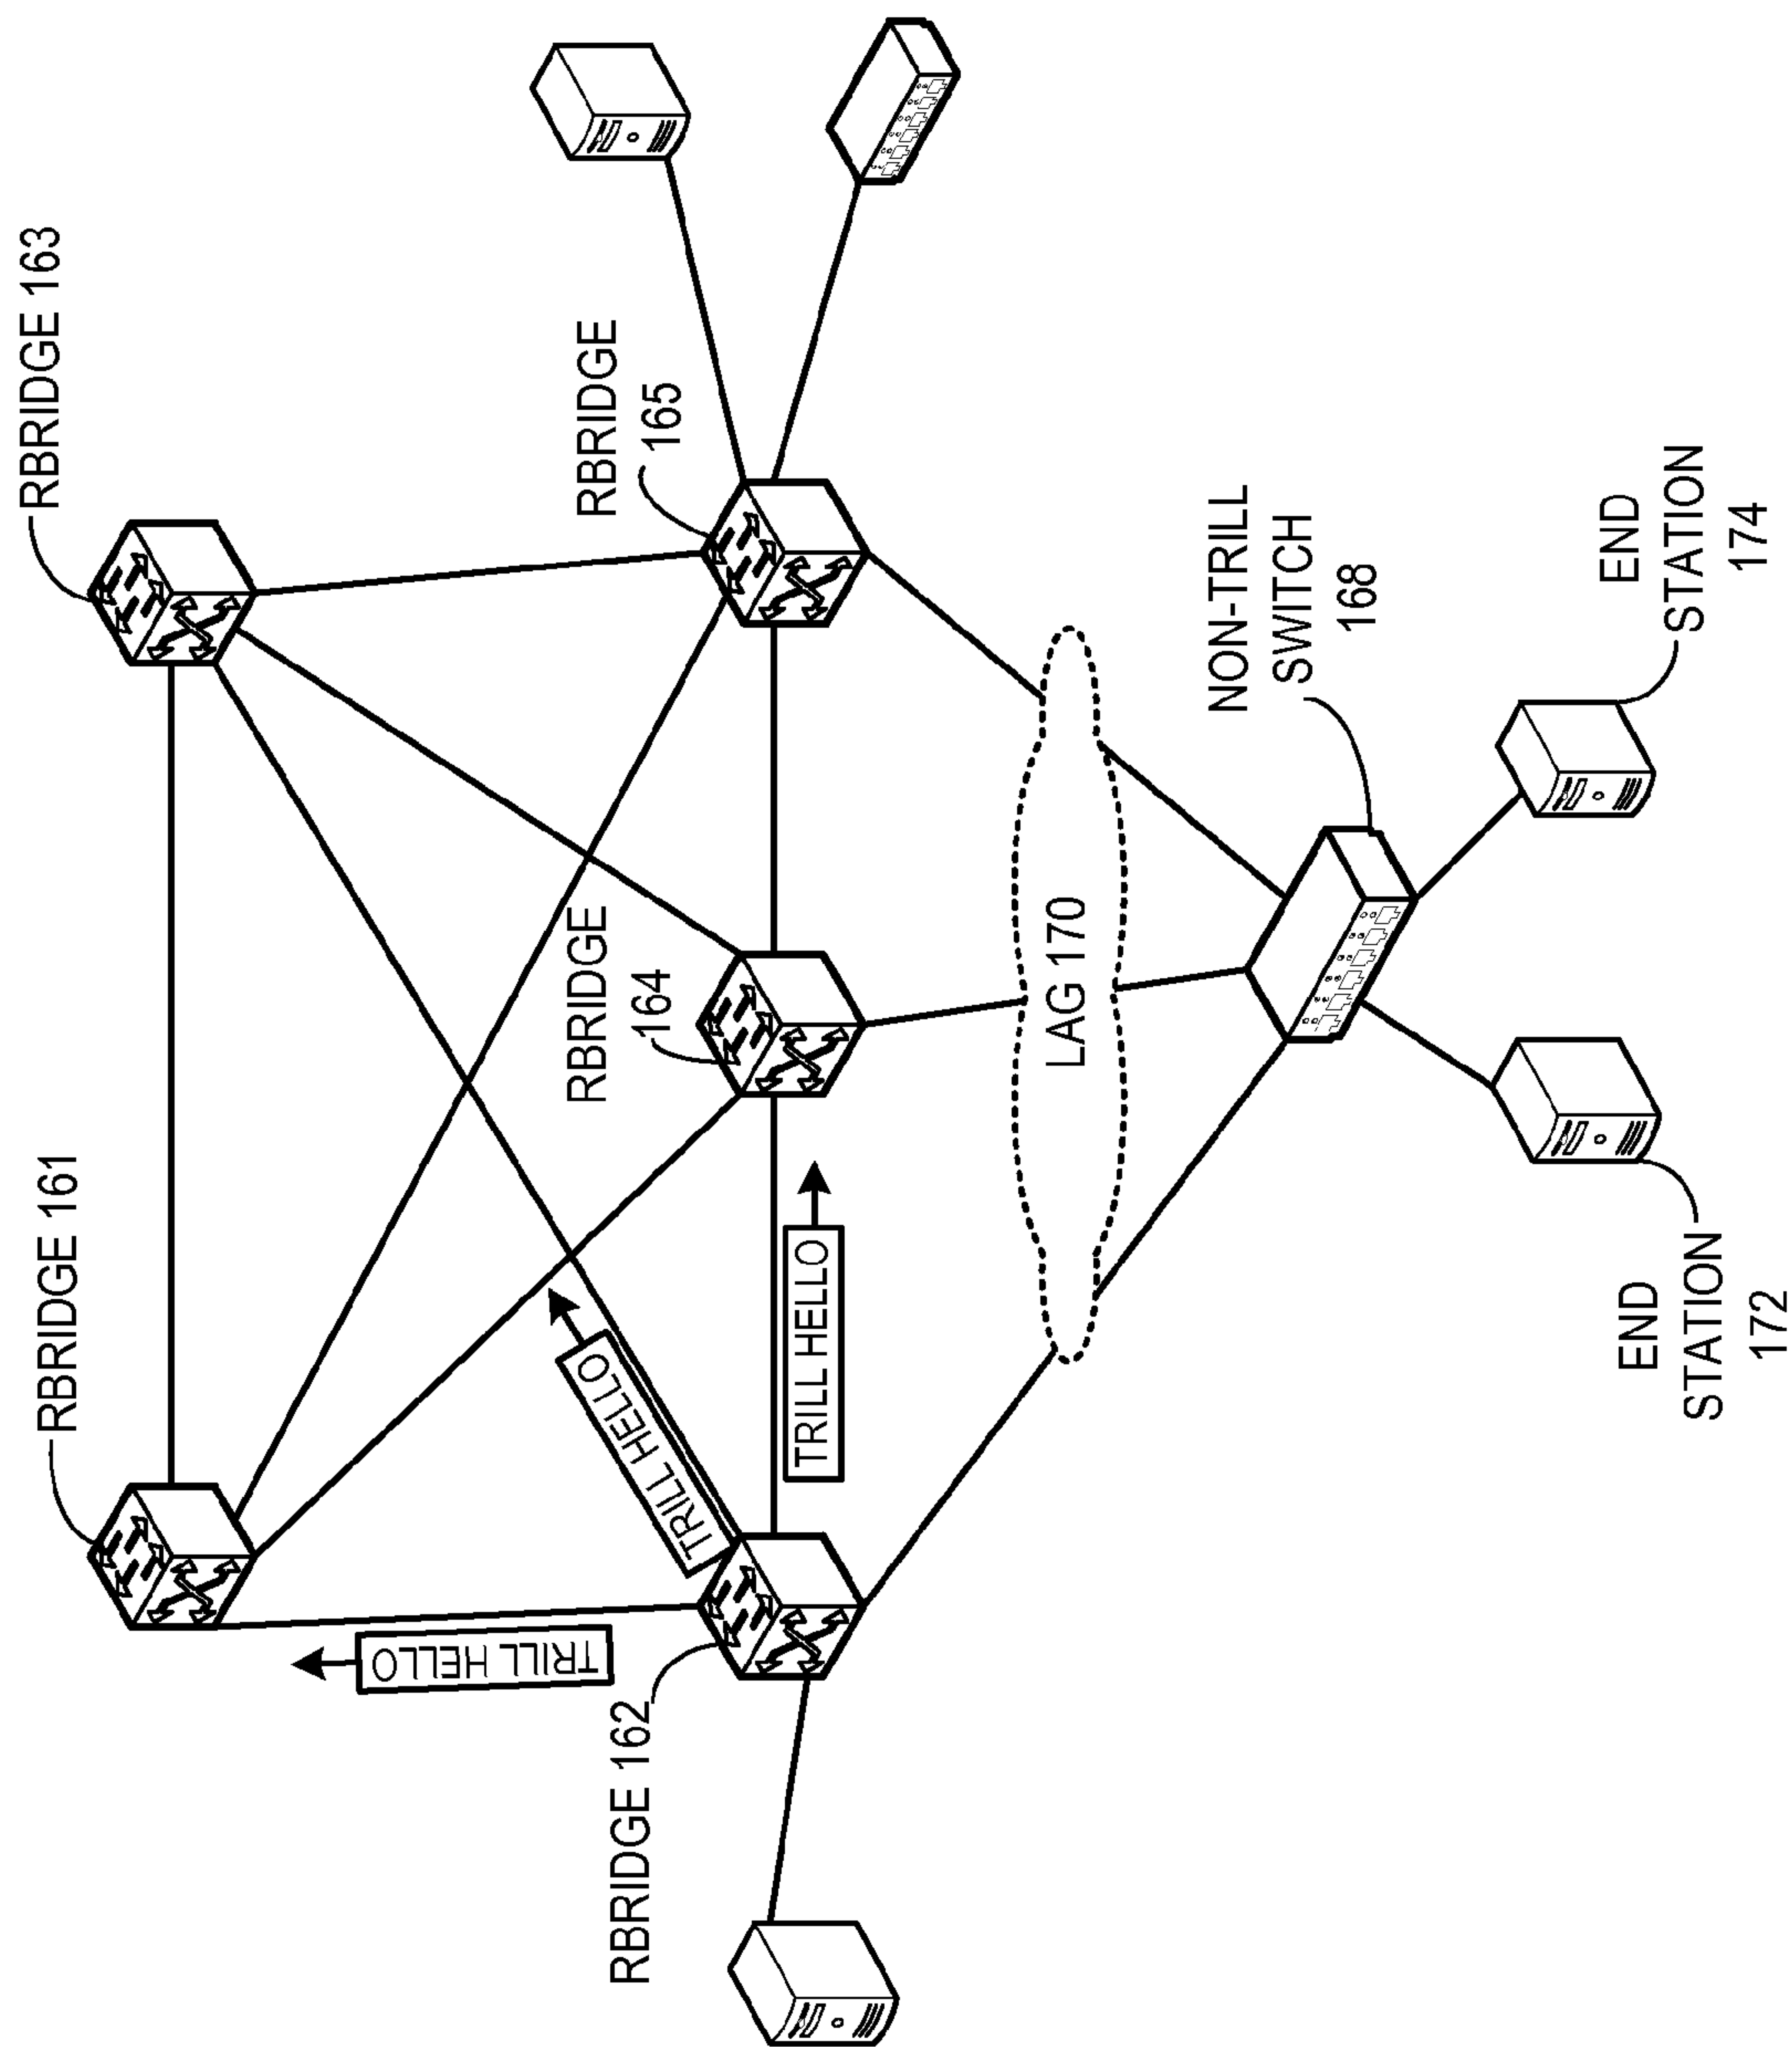 RBRIDGE 161
RBRIDGE 163
TRILL HELLO
TRILL HELLO
RBRIDGE 162
RBRIDGE
164
RBRIDGE
165
TRILL HELLO
LAG 170
NON-TRILL
SWITCH
168
END
STATION
172
END
STATION
174